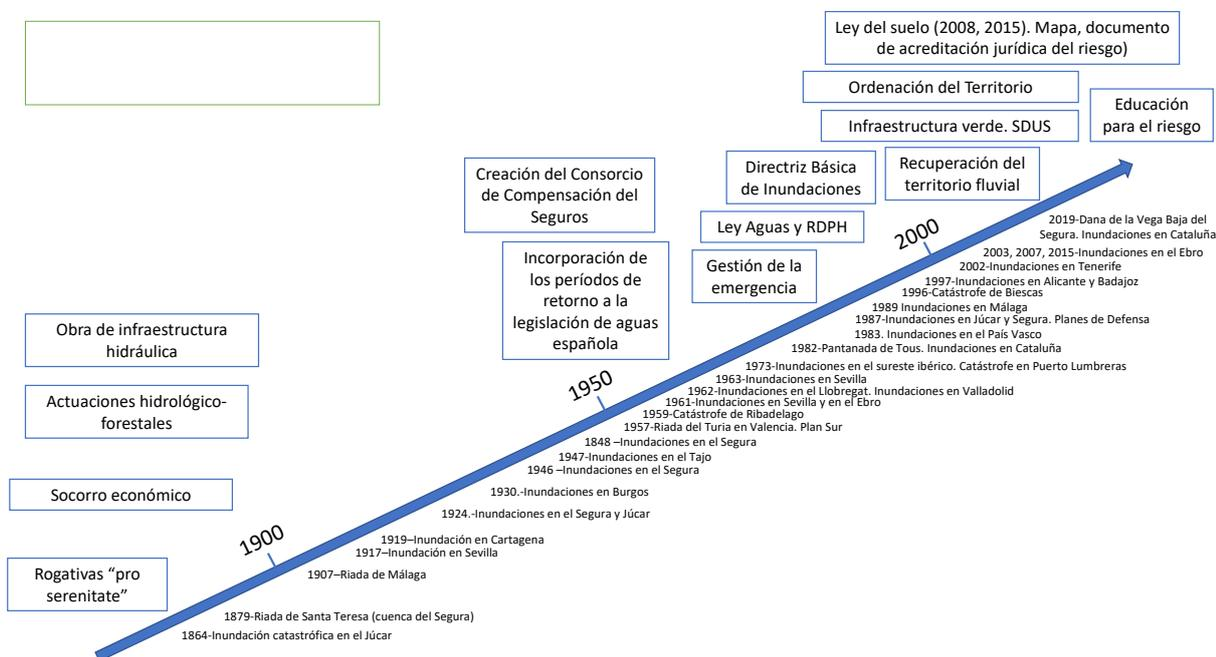 Ley del suelo (2008, 2015). Mapa, documento
de acreditación jurídica del riesgo)
Ordenación del Territorio
Educación
para el riesgo
Infraestructura verde. SDUS
Directriz Básica
de Inundaciones
Recuperación del
territorio fluvial
Creación del Consorcio
de Compensación del
Seguros
Ley Aguas y RDPH
Incorporación de
los períodos de
retorno a la
legislación de aguas
española
Gestión de la
emergencia
Obra de infraestructura
hidráulica
Actuaciones hidrológico-
forestales
Socorro económico
Rogativas “pro
serenitate”
2000
1950
1900
2019-Dana de la Vega Baja del
Segura. Inundaciones en Cataluña
2003, 2007, 2015-Inundaciones en el Ebro
2002-Inundaciones en Tenerife
1997-Inundaciones en Alicante y Badajoz
1996-Catástrofe de Biescas
1989 Inundaciones en Málaga
1987-Inundaciones en Júcar y Segura. Planes de Defensa
1983. Inundaciones en el País Vasco
1982-Pantanada de Tous. Inundaciones en Cataluña
1973-Inundaciones en el sureste ibérico. Catástrofe en Puerto Lumbreras
1963-Inundaciones en Sevilla
1962-Inundaciones en el Llobregat. Inundaciones en Valladolid
1961-Inundaciones en Sevilla y en el Ebro
1959-Catástrofe de Ribadelago
1957-Riada del Turia en Valencia. Plan Sur
1848 –Inundaciones en el Segura
1947-Inundaciones en el Tajo
1946 –Inundaciones en el Segura
1930.-Inundaciones en Burgos
1924.-Inundaciones en el Segura y Júcar
1919–Inundación en Cartagena
1917–Inundación en Sevilla
1907–Riada de Málaga
1879-Riada de Santa Teresa (cuenca del Segura)
1864-Inundación catastrófica en el Júcar